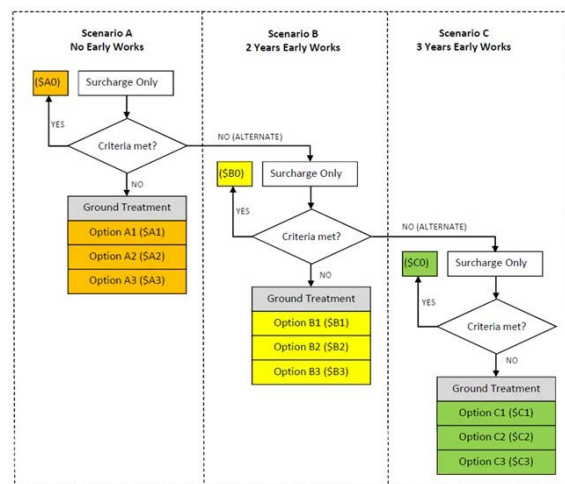 Scenario A
No Early Works
($A0)
Surcharge Only
YES
Criteria met?
NO
Ground Treatment
Option A1 ($A1)
Option A2 ($A2)
Option A3 ($A3)
Scenario B
2 Years Early Works
NO (ALTERNATE)
($B0)
Surcharge Only
YES
Criteria met?
NO
Ground Treatment
Option B1 ($B1)
Option B2 ($B2)
Option B3 ($B3)
Scenario C
3 Years Early Works
NO (ALTERNATE)
($C0)
Surcharge Only
YES
Criteria met?
NO
Ground Treatment
Option C1 ($C1)
Option C2 ($C2)
Option C3 ($C3)